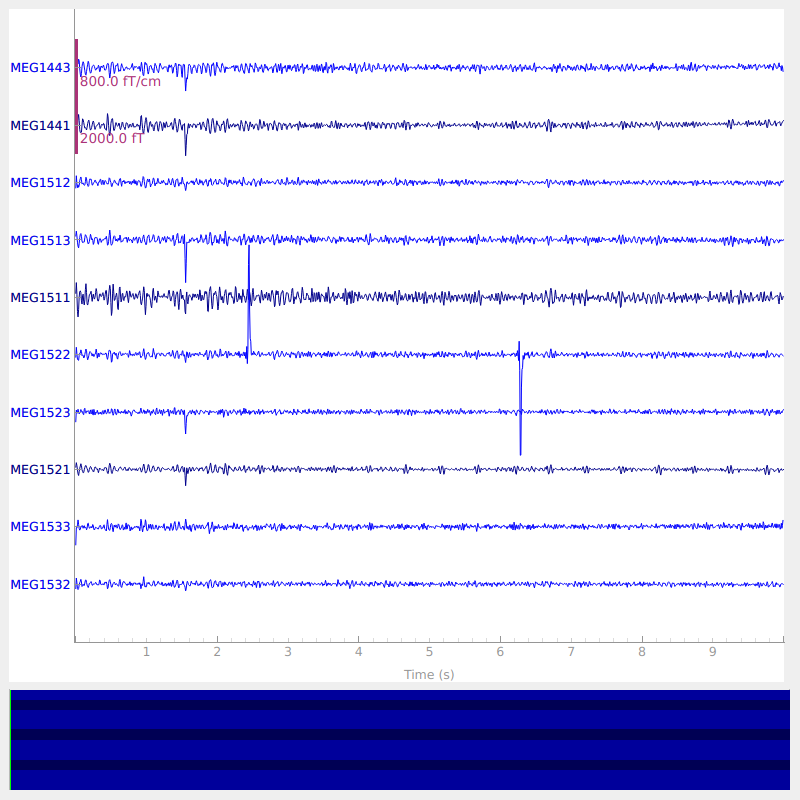 MEG1443
800.0 fT/cm
MEG1441
2000.0 fT
MEG1512
MEG1513
MEG1511
MEG1522
MEG1523
MEG1521
MEG1533
MEG1532
1 2 3 4 5 6 7 8 9
Time (s)